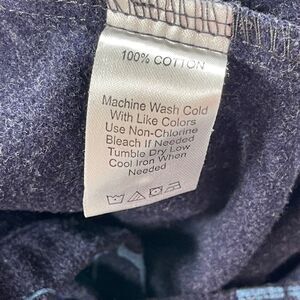 100% COTTON
Machine Wash Cold
With Like Colors
Use Non-Chlorine
Bleach If Needed
Tumble Dry Low
Cool Iron When
Needed